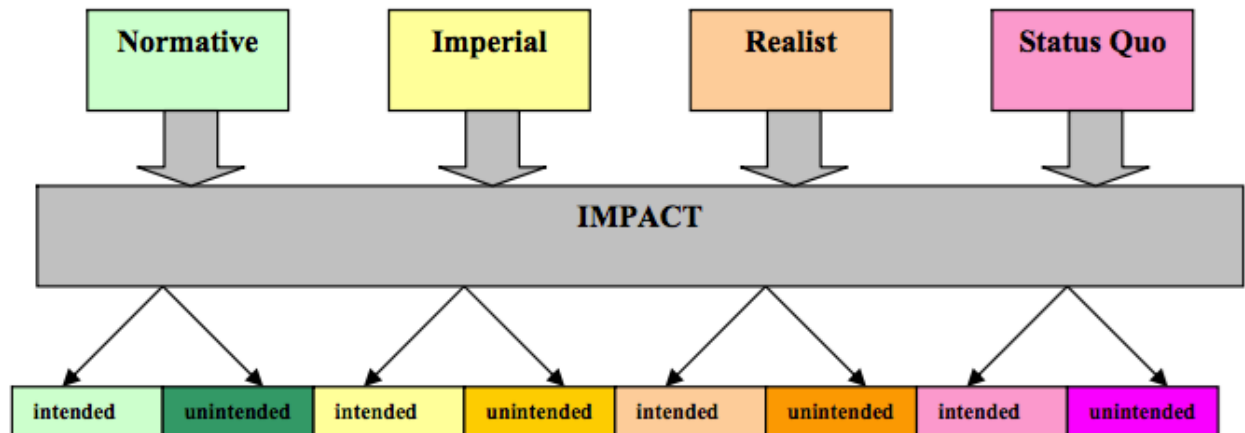 Normative Imperial Realist Status Quo
IMPACT
intended unintended intended unintended intended unintended intended unintended